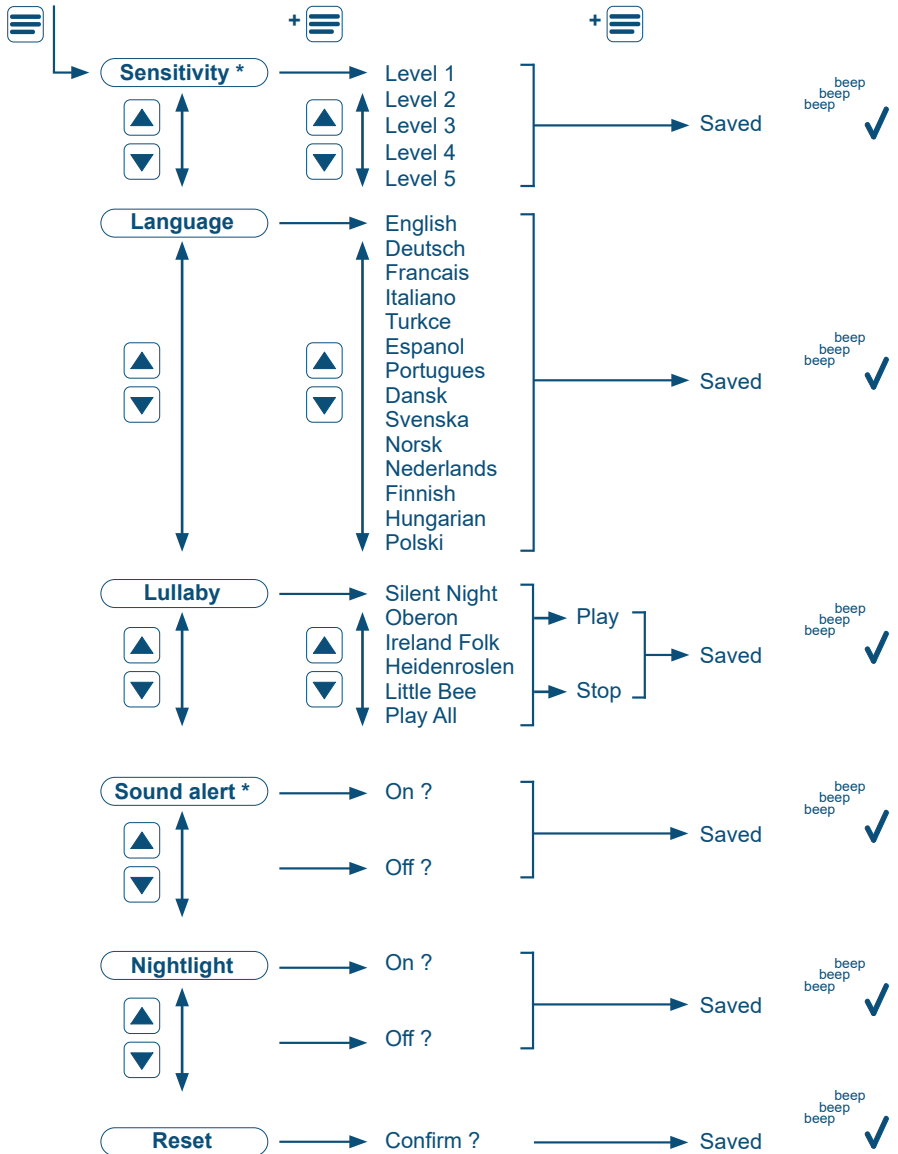 +
+
Sensitivity *
Level 1
Level 2
Level 3
Level 4
Level 5
Saved
beep
beep
beep
Language
English
Deutsch
Francais
Italiano
Turkce
Espanol
Portugues
Dansk
Svenska
Norsk
Nederlands
Finnish
Hungarian
Polski
Saved
beep
beep
beep
Lullaby
Silent Night
Oberon
Ireland Folk
Heidenroslen
Little Bee
Play All
Play
Stop
Saved
beep
beep
beep
Sound alert *
On ?
Off ?
Saved
beep
beep
beep
Nightlight
On ?
Off ?
Saved
beep
beep
beep
Reset
Confirm ?
Saved
beep
beep
beep